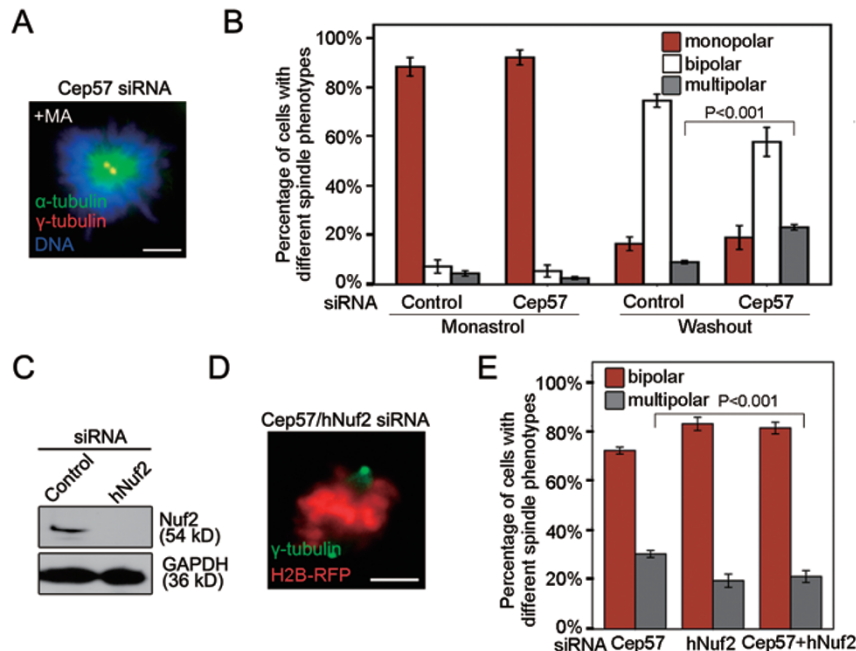 A
Cep57 siRNA
+MA
α-tubulin
γ-tubulin
DNA
B
Percentage of cells with
different spindle phenotypes
100%
80%
60%
40%
20%
0%
monopolar
bipolar
multipolar
P<0.001
siRNA Control Cep57 Control Cep57
Monastrol Washout
C
siRNA
Control hNuf2
Nuf2
(54 kD)
GAPDH
(36 kD)
D
Cep57/hNuf2 siRNA
γ-tubulin
H2B-RFP
E
Percentage of cells with
different spindle phenotypes
100%
80%
60%
40%
20%
0%
bipolar
multipolar
P<0.001
siRNA Cep57 hNuf2 Cep57+hNuf2